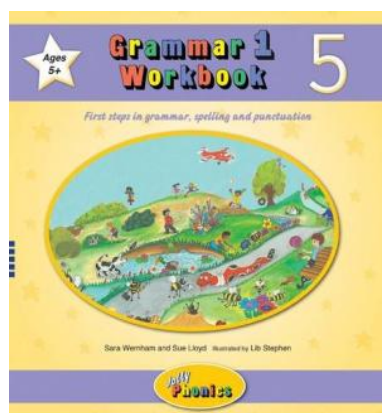 Ages
5+
Grammar 1
Workbook
5
First steps in grammar, spelling and punctuation
Sara Wernham and Sue Lloyd illustrated by Lib Stephen
Jolly
Phonics